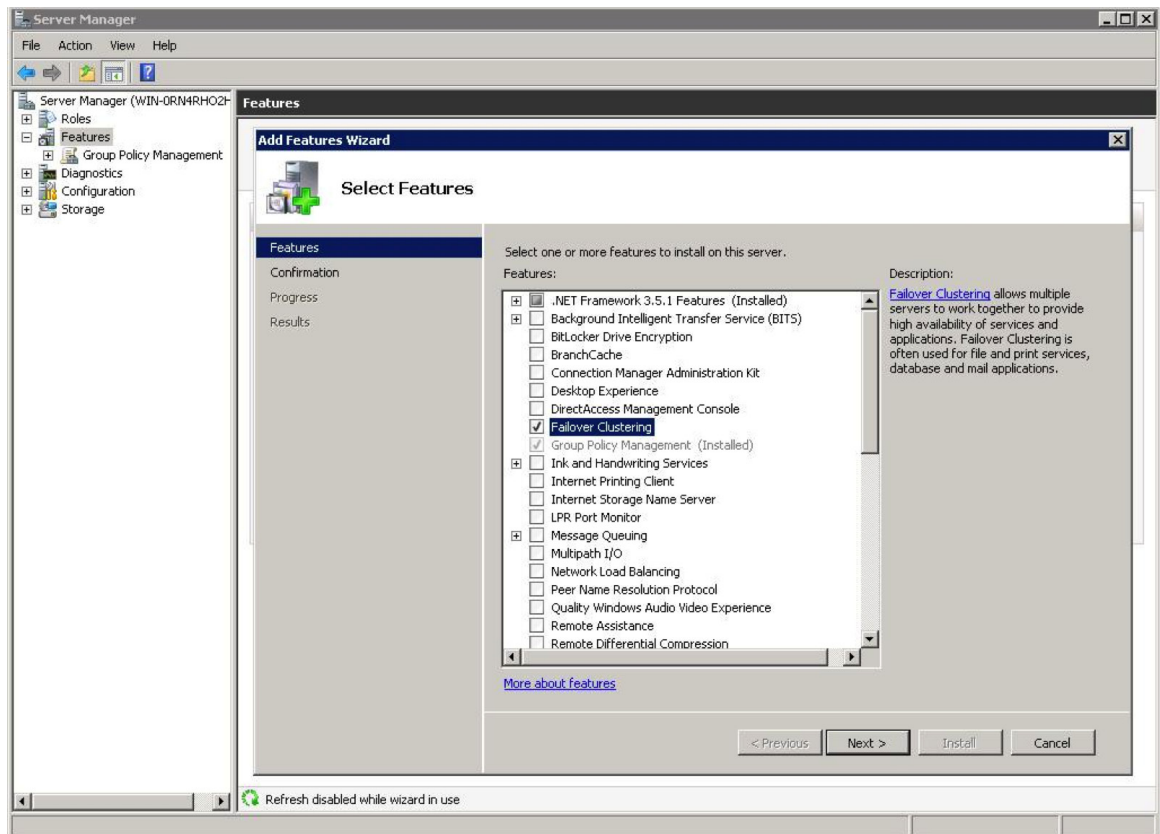 Server Manager
File Action View Help
Server Manager (WIN-0RN4RHO2H
Roles
Features
Group Policy Management
Diagnostics
Configuration
Storage
Features
Add Features Wizard
Select Features
Features
Confirmation
Progress
Results
Select one or more features to install on this server.
Features:
.NET Framework 3.5.1 Features (Installed)
Background Intelligent Transfer Service (BITS)
BitLocker Drive Encryption
BranchCache
Connection Manager Administration Kit
Desktop Experience
DirectAccess Management Console
Failover Clustering
Group Policy Management (Installed)
Ink and Handwriting Services
Internet Printing Client
Internet Storage Name Server
LPR Port Monitor
Message Queuing
Multipath I/O
Network Load Balancing
Peer Name Resolution Protocol
Quality Windows Audio Video Experience
Remote Assistance
Remote Differential Compression
Description:
Failover Clustering allows multiple
servers to work together to provide
high availability of services and
applications. Failover Clustering is
often used for file and print services,
database and mail applications.
More about features
< Previous
Next >
Install
Cancel
Refresh disabled while wizard in use